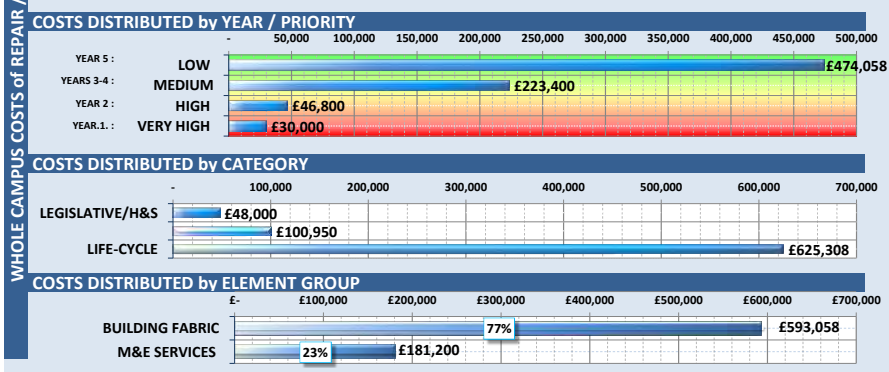 WHOLE CAMPUS COSTS of REPAIR /
COSTS DISTRIBUTED by YEAR / PRIORITY
- 50,000 100,000 150,000 200,000 250,000 300,000 350,000 400,000 450,000 500,000
YEAR 5 : LOW £474,058
YEARS 3-4 : MEDIUM £223,400
YEAR 2 : HIGH £46,800
YEAR.1. : VERY HIGH £30,000
COSTS DISTRIBUTED by CATEGORY
- 100,000 200,000 300,000 400,000 500,000 600,000 700,000
LEGISLATIVE/H&S £48,000
£100,950
LIFE-CYCLE £625,308
COSTS DISTRIBUTED by ELEMENT GROUP
£- £100,000 £200,000 £300,000 £400,000 £500,000 £600,000 £700,000
BUILDING FABRIC 77% £593,058
M&E SERVICES 23% £181,200